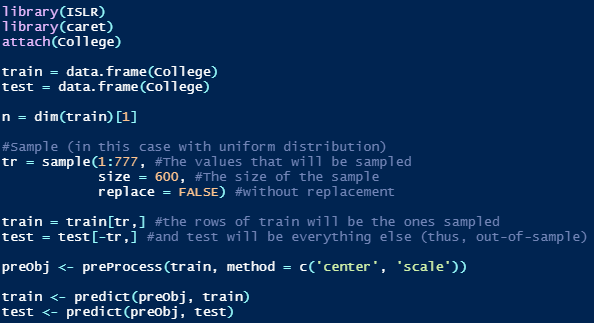 library(ISLR)
library(caret)
attach(College)
train = data.frame(College)
test = data.frame(College)
n = dim(train)[1]
#Sample (in this case with uniform distribution)
tr = sample(1:777, #The values that will be sampled
size = 600, #The size of the sample
replace = FALSE) #without replacement
train = train[tr,] #the rows of train will be the ones sampled
test = test[-tr,] #and test will be everything else (thus, out-of-sample)
preObj <- preProcess(train, method = c('center', 'scale'))
train <- predict(preObj, train)
test <- predict(preObj, test)